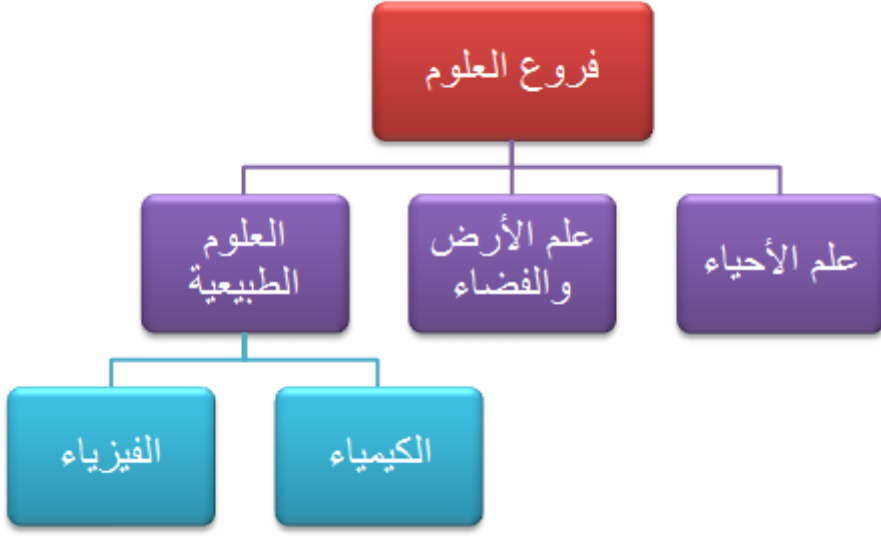 فروع العلوم
علم الأحياء
علم الأرض
والفضاء
العلوم
الطبيعية
الكيمياء
الفيزياء